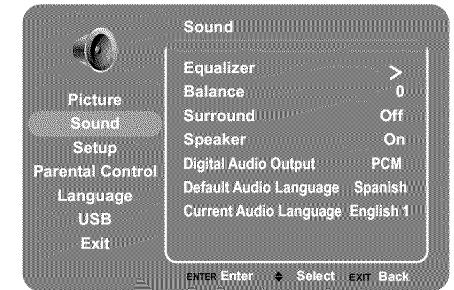 Sound
Picture
Sound
Setup
Parental Control
Language
USB
Exit
Equalizer >
Balance 0
Surround Off
Speaker On
Digital Audio Output PCM
Default Audio Language Spanish
Current Audio Language English 1
ENTER Enter Select EXIT Back